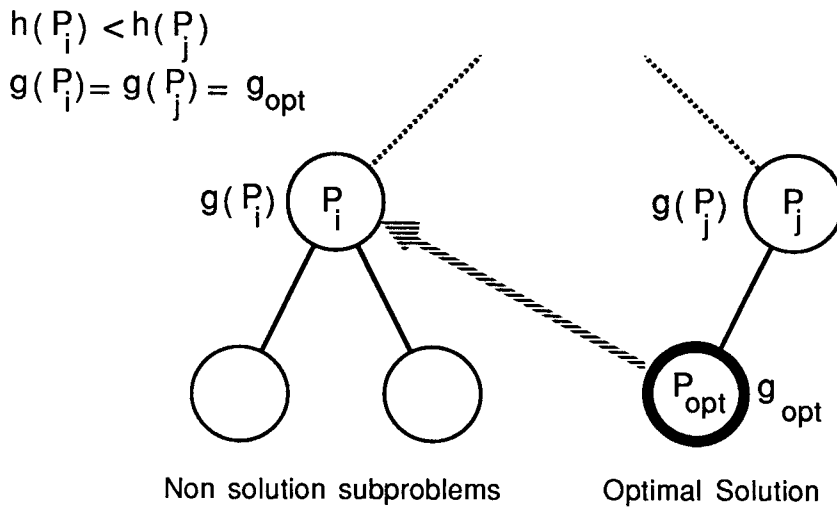 h(P_i) < h(P_j)
g(P_i) = g(P_j) = g_opt
g(P_i)
P_i
g(P_j)
P_j
P_opt
g_opt
Non solution subproblems
Optimal Solution